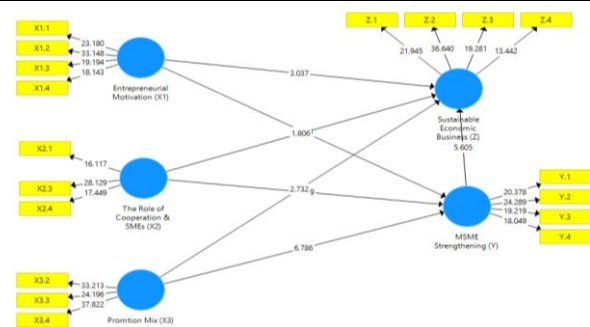 X1.1
X1.2
X1.3
X1.4
23.180
33.148
19.194
18.143
Entrepreneurial
Motivation (X1)
Z.1
Z.2
Z.3
Z.4
21.945
36.640
19.281
13.442
Sustainable
Economic
Business (Z)
3.037
1.806
5.605
X2.1
X2.3
X2.4
16.117
28.129
17.449
The Role of
Cooperation &
SMEs (X2)
2.732
9
Y.1
Y.2
Y.3
Y.4
20.378
24.289
19.219
18.049
MSME
Strengthening (Y)
6.786
X3.2
X3.3
X3.4
33.213
24.196
37.822
Promtion Mix (X3)